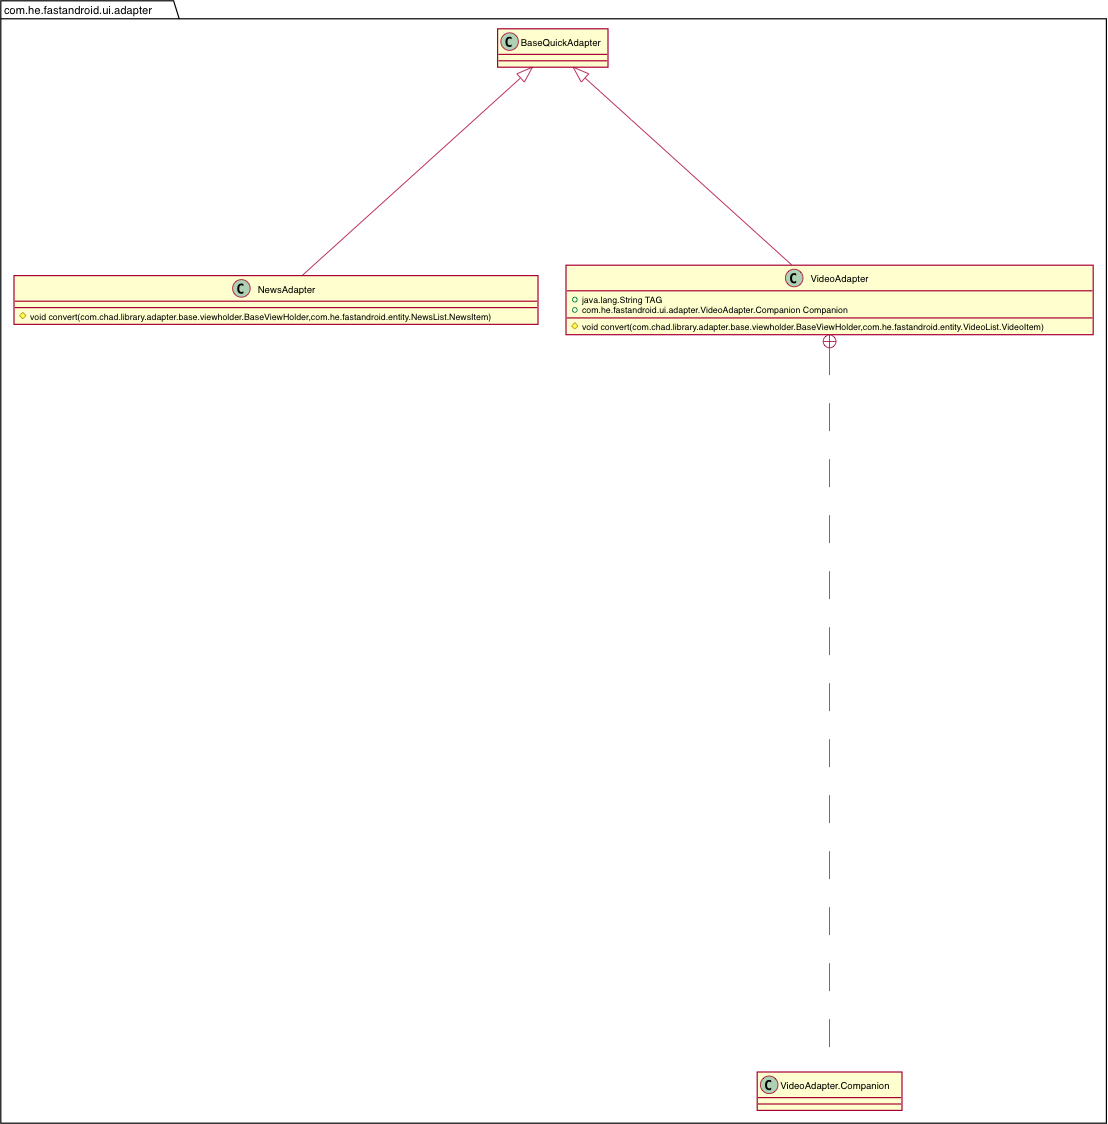 com.he.fastandroid.ui.adapter
C BaseQuickAdapter
C NewsAdapter
void convert(com.chad.library.adapter.base.viewholder.BaseViewHolder,com.he.fastandroid.entity.NewsList.NewsItem)
C VideoAdapter
java.lang.String TAG
com.he.fastandroid.ui.adapter.VideoAdapter.Companion Companion
void convert(com.chad.library.adapter.base.viewholder.BaseViewHolder,com.he.fastandroid.entity.VideoList.VideoItem)
C VideoAdapter.Companion